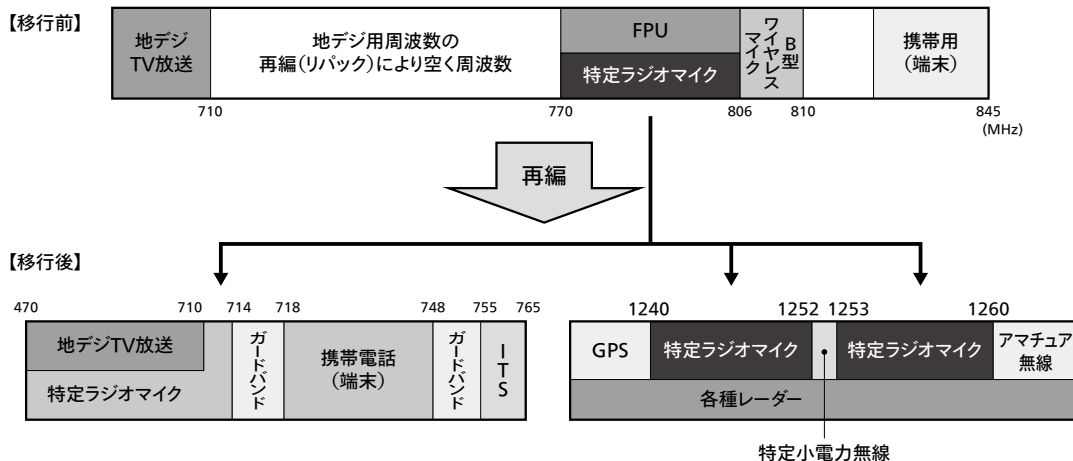 【移行前】
地デジ
TV放送
地デジ用周波数の
再編(リパック)により空く周波数
FPU
特定ラジオマイク
B型
ワイヤレス
マイク
携帯用
(端末)
710
770
806
810
845
(MHz)
再編
【移行後】
470
710
714
718
748
755
765
地デジTV放送
特定ラジオマイク
ガードバンド
携帯電話
(端末)
ガードバンド
ITS
1240
1252
1253
1260
GPS
特定ラジオマイク
特定ラジオマイク
アマチュア
無線
各種レーダー
特定小電力無線